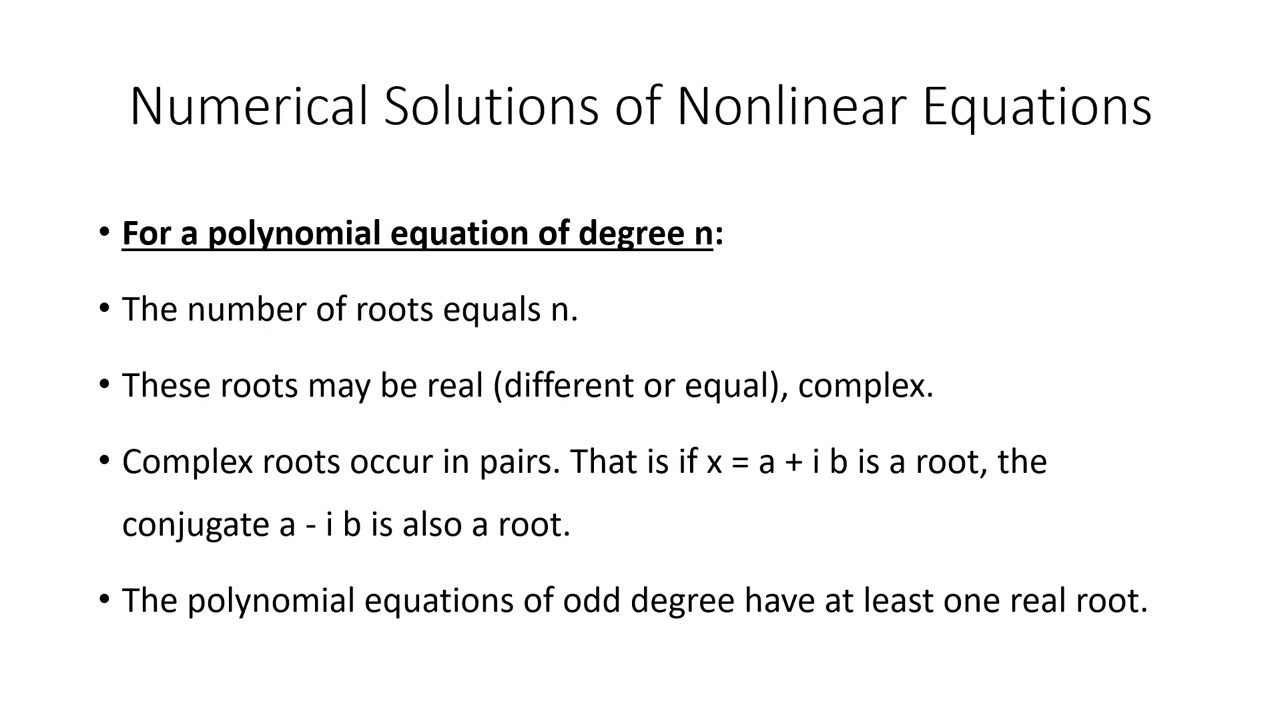 Numerical Solutions of Nonlinear Equations
• For a polynomial equation of degree n:
• The number of roots equals n.
• These roots may be real (different or equal), complex.
• Complex roots occur in pairs. That is if x = a + i b is a root, the
conjugate a - i b is also a root.
• The polynomial equations of odd degree have at least one real root.